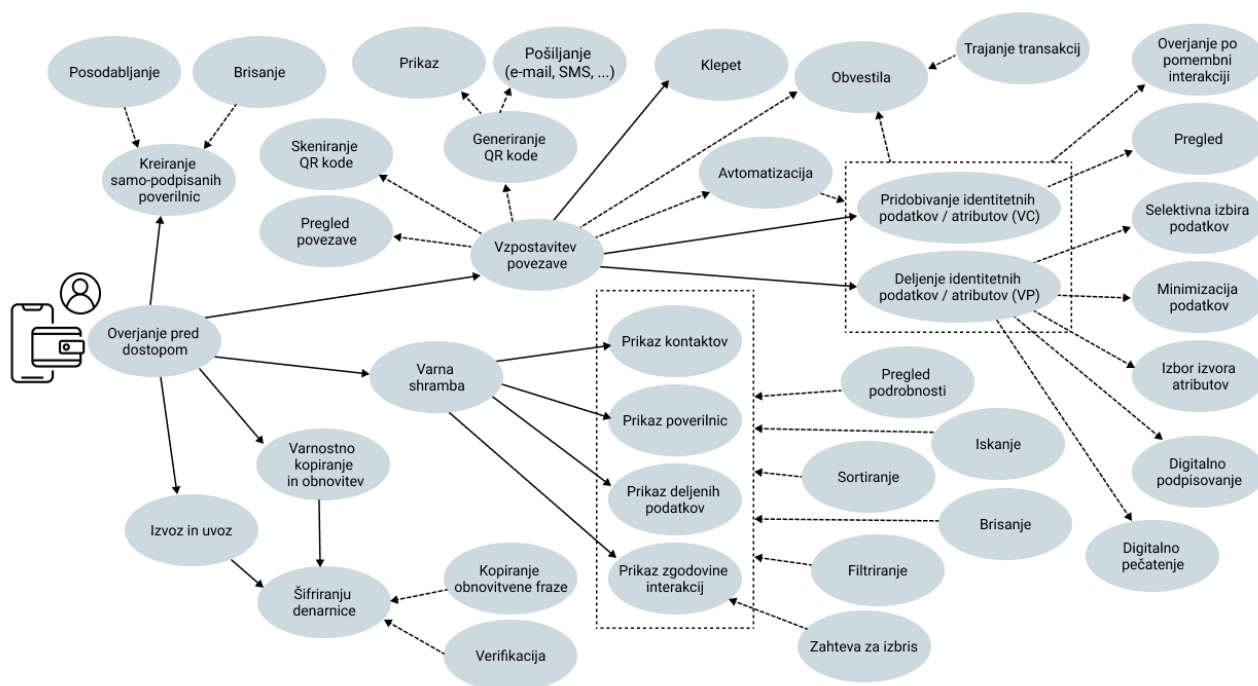 Posodabljanje
Brisanje
Prikaz
Pošiljanje
(e-mail, SMS, ...)
Klepet
Obvestila
Trajanje transakcij
Overjanje po
pomembni
interakciji
Kreiranje
samo-podpisanih
poverilnic
Skeniranje
QR kode
Generiranje
QR kode
Avtomatizacija
Pregled
Pridobivanje identitetnih
podatkov / atributov (VC)
Selektivna izbira
podatkov
Pregled
povezave
Vzpostavitev
povezave
Deljenje identitetnih
podatkov / atributov (VP)
Minimizacija
podatkov
Overjanje pred
dostopom
Varna
shramba
Prikaz kontaktov
Pregled
podrobnosti
Izbor izvora
atributov
Prikaz poverilnic
Iskanje
Varnostno
kopiranje
in obnovitev
Sortiranje
Digitalno
podpisovanje
Prikaz deljenih
podatkov
Izvoz in uvoz
Brisanje
Digitalno
pečatenje
Prikaz zgodovine
interakcij
Filtriranje
Šifriranju
denarnice
Kopiranje
obnovitvene fraze
Verifikacija
Zahteva za izbris